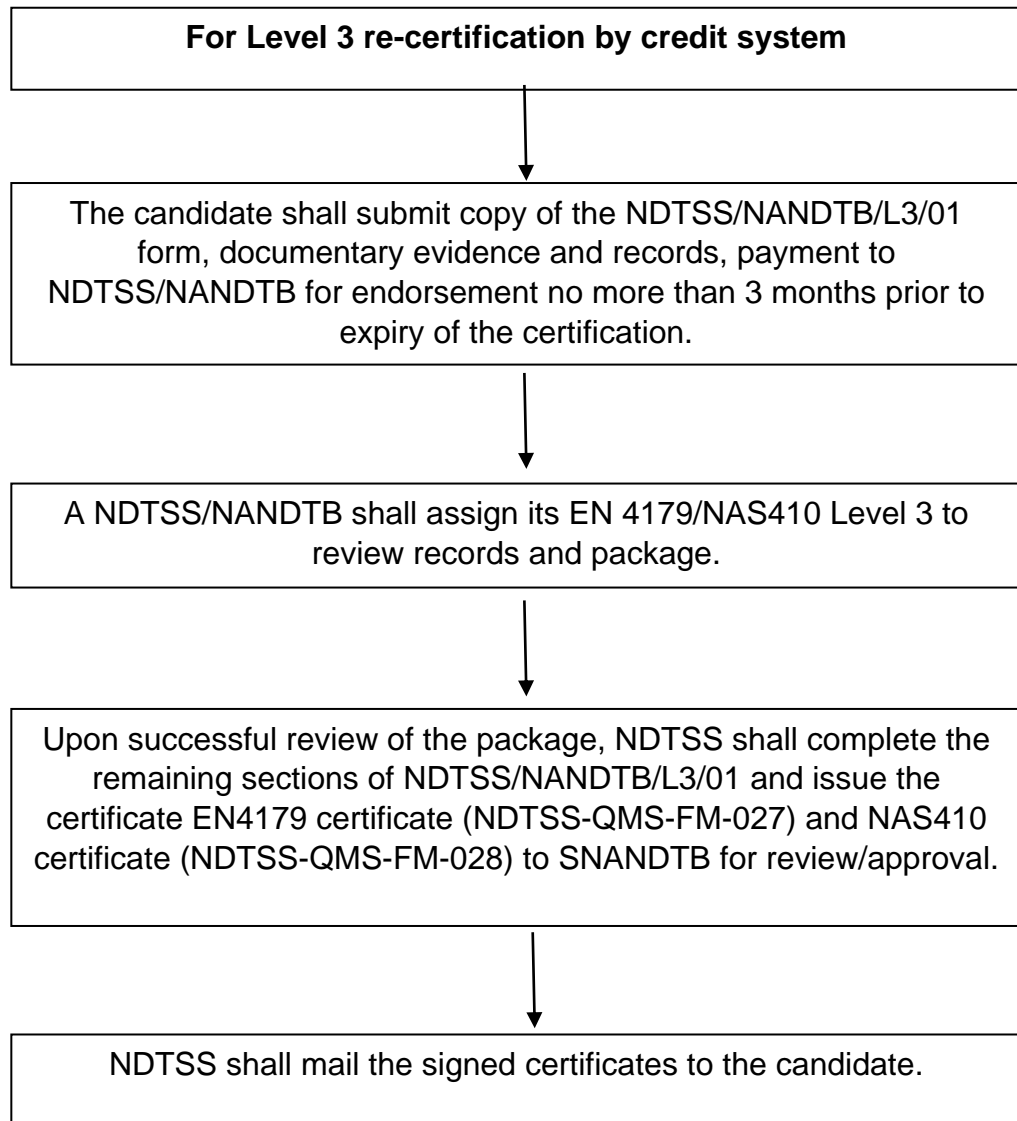 For Level 3 re-certification by credit system
The candidate shall submit copy of the NDTSS/NANDTB/L3/01
form, documentary evidence and records, payment to
NDTSS/NANDTB for endorsement no more than 3 months prior to
expiry of the certification.
A NDTSS/NANDTB shall assign its EN 4179/NAS410 Level 3 to
review records and package.
Upon successful review of the package, NDTSS shall complete the
remaining sections of NDTSS/NANDTB/L3/01 and issue the
certificate EN4179 certificate (NDTSS-QMS-FM-027) and NAS410
certificate (NDTSS-QMS-FM-028) to SNANDTB for review/approval.
NDTSS shall mail the signed certificates to the candidate.